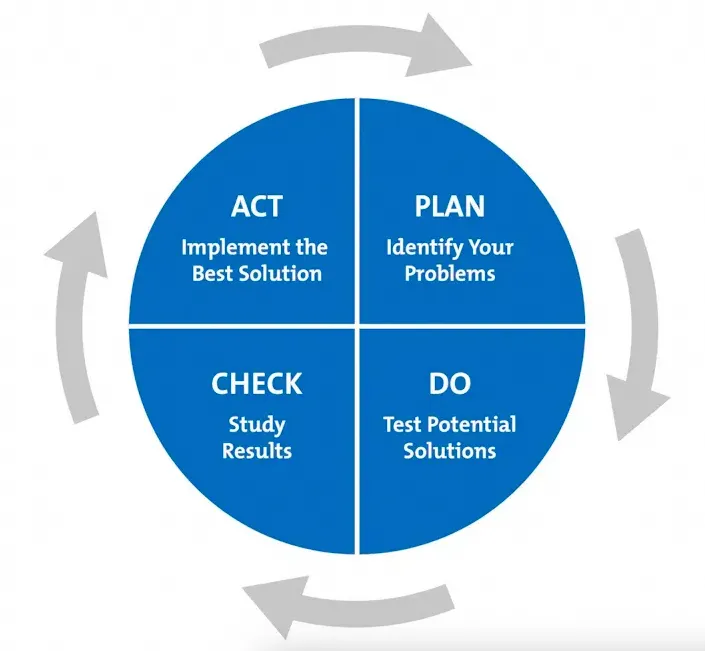 ACT
Implement the
Best Solution
PLAN
Identify Your
Problems
CHECK
Study
Results
DO
Test Potential
Solutions